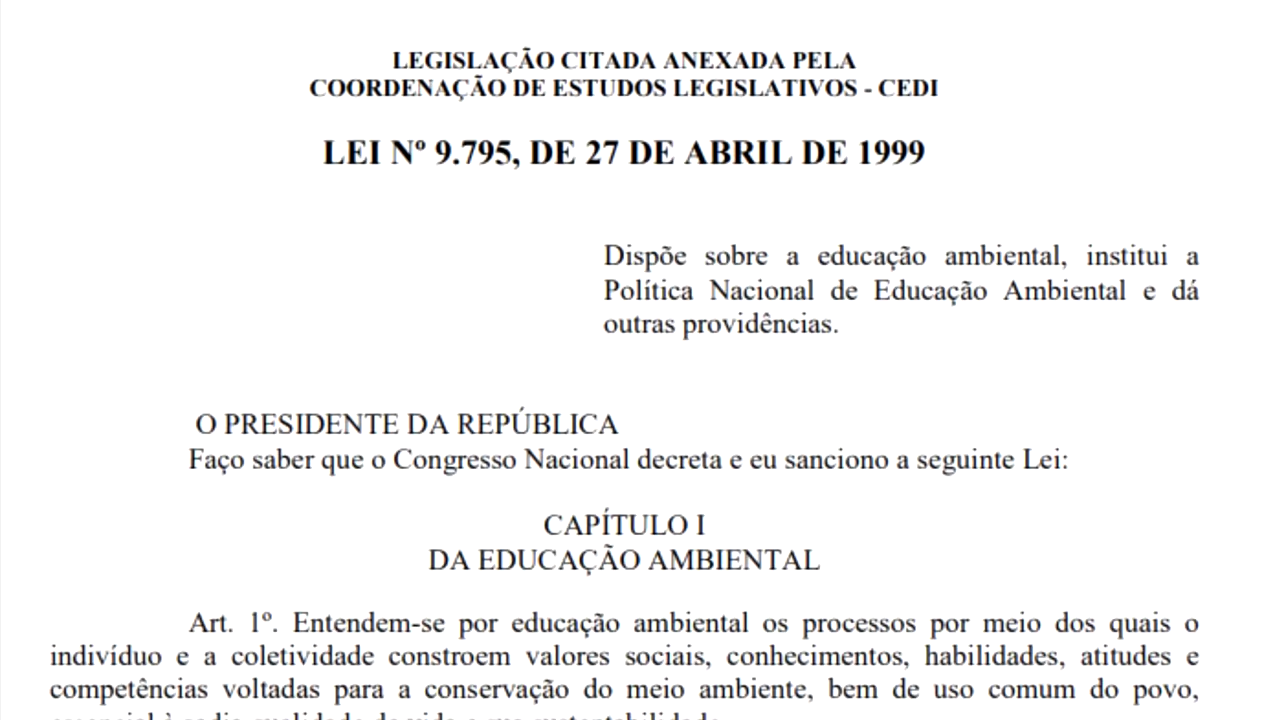 LEGISLAÇÃO CITADA ANEXADA PELA
COORDENAÇÃO DE ESTUDOS LEGISLATIVOS - CEDI
LEI Nº 9.795, DE 27 DE ABRIL DE 1999
Dispõe sobre a educação ambiental, institui a
Política Nacional de Educação Ambiental e dá
outras providências.
O PRESIDENTE DA REPÚBLICA
Faço saber que o Congresso Nacional decreta e eu sanciono a seguinte Lei:
CAPÍTULO I
DA EDUCAÇÃO AMBIENTAL
Art. 1º. Entendem-se por educação ambiental os processos por meio dos quais o
indivíduo e a coletividade constroem valores sociais, conhecimentos, habilidades, atitudes e
competências voltadas para a conservação do meio ambiente, bem de uso comum do povo,